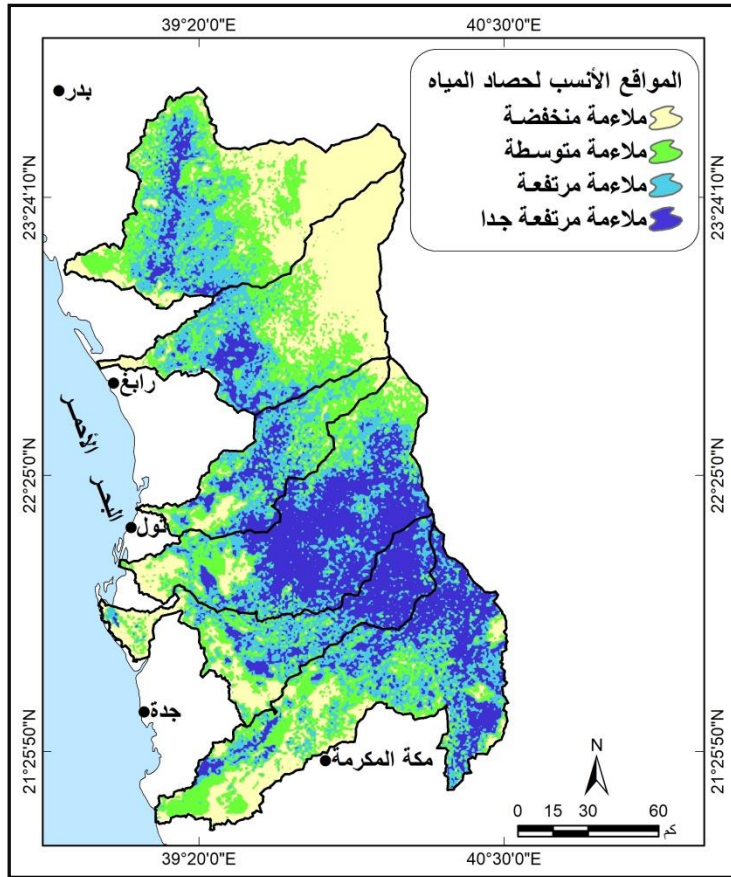 39°20'0"E
40°30'0"E
المواقع الأنسب لحصاد المياه
ملاءمة منخفضة
ملاءمة متوسطة
ملاءمة مرتفعة
ملاءمة مرتفعة جدا
بدر
23°24'10"N
23°24'10"N
رابغ
البحر الأحمر
22°25'0"N
22°25'0"N
ثول
جدة
مكة المكرمة
21°25'50"N
21°25'50"N
N
0 15 30 60
كم
39°20'0"E
40°30'0"E